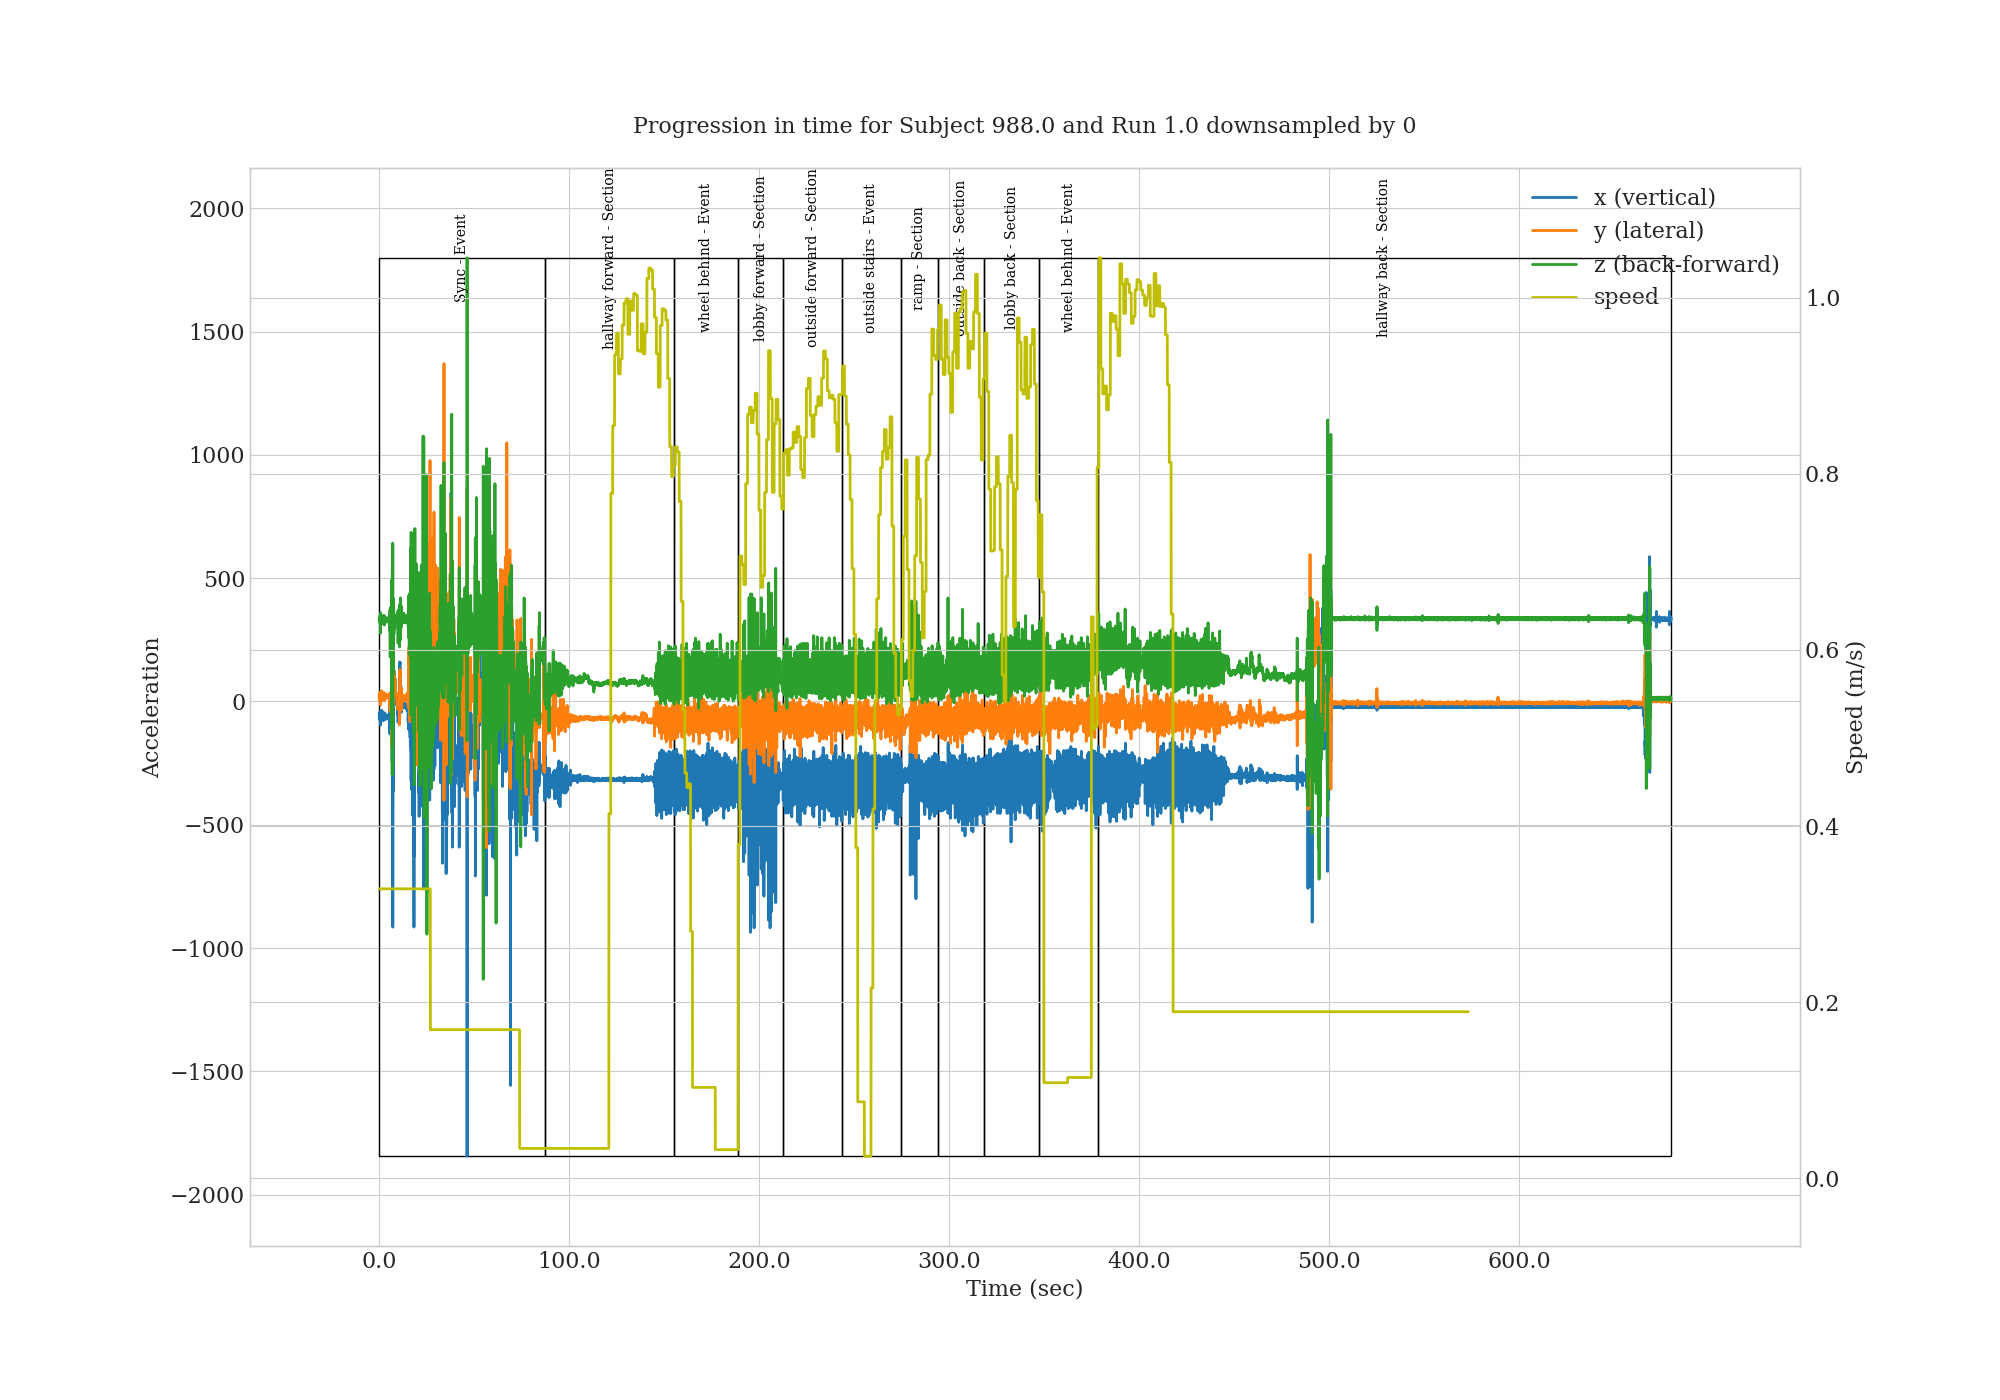 Progression in time for Subject 988.0 and Run 1.0 downsampled by 0
Sync - Event
hallway forward - Section
wheel behind - Event
lobby forward - Section
outside forward - Section
outside stairs - Event
ramp - Section
outside back - Section
lobby back - Section
wheel behind - Event
hallway back - Section
x (vertical)
y (lateral)
z (back-forward)
speed
2000
1500
1000
500
0
−500
−1000
−1500
−2000
Acceleration
1.0
0.8
0.6
0.4
0.2
0.0
Speed (m/s)
0.0 100.0 200.0 300.0 400.0 500.0 600.0
Time (sec)